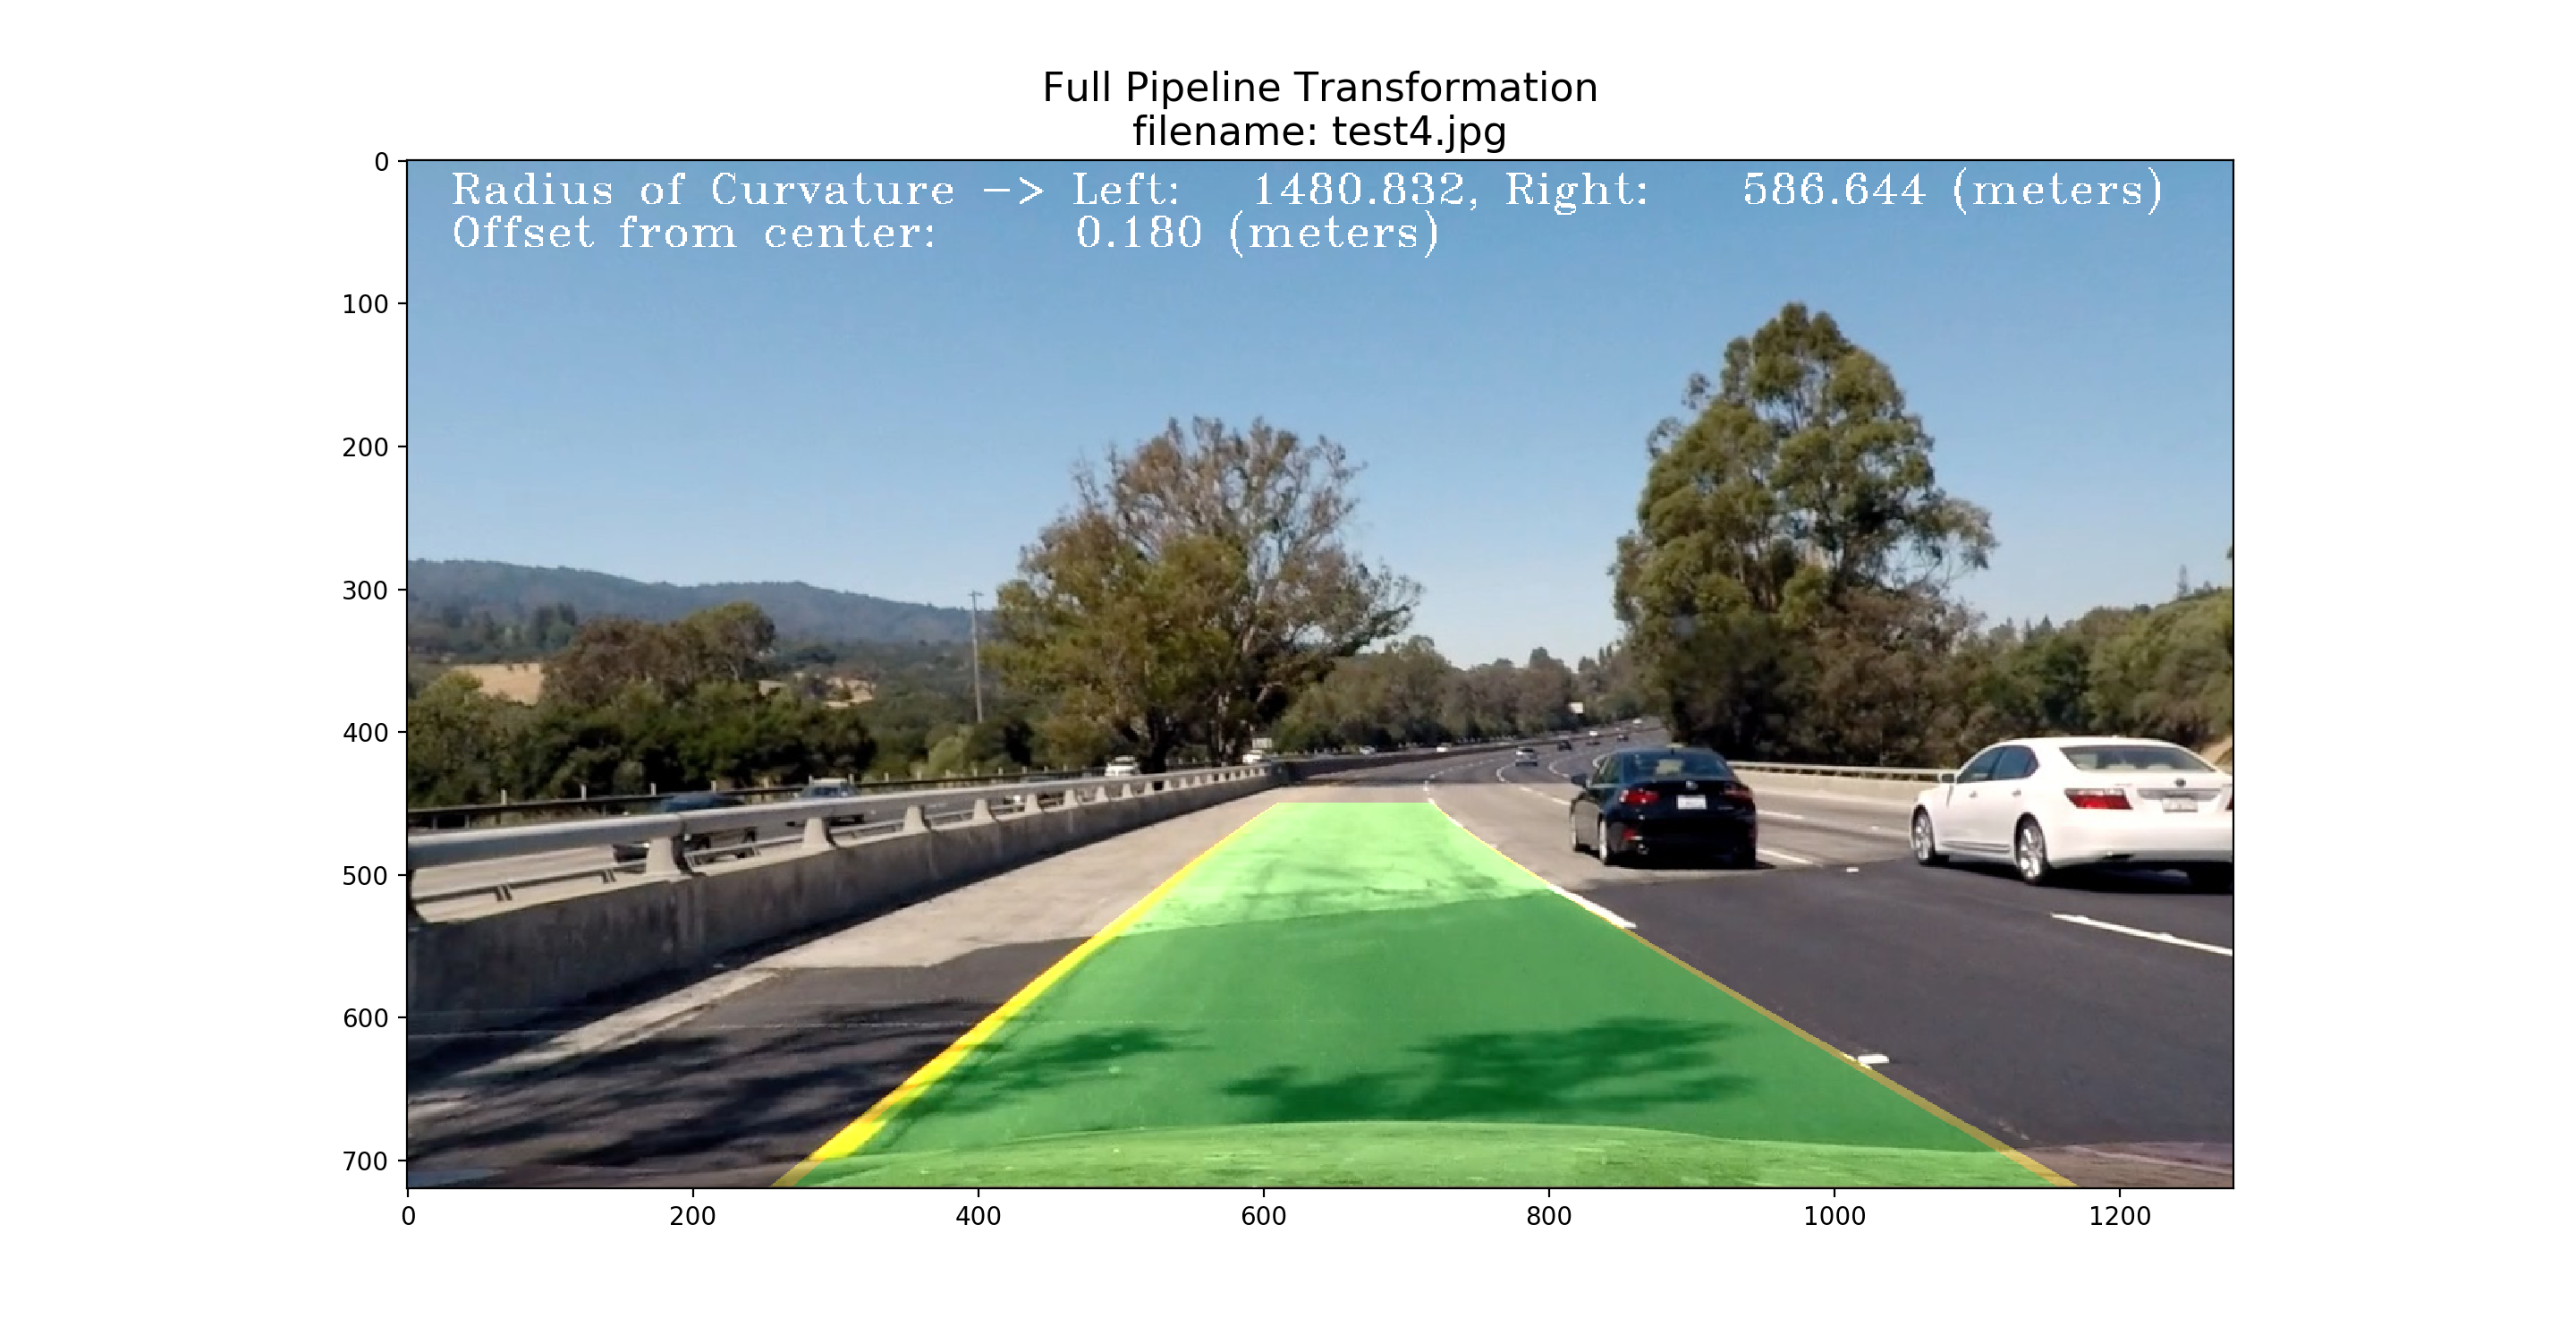 Full Pipeline Transformation
filename: test4.jpg
Radius of Curvature -> Left: 1480.832, Right: 586.644 (meters)
Offset from center: 0.180 (meters)
0
100
200
300
400
500
600
700
0 200 400 600 800 1000 1200